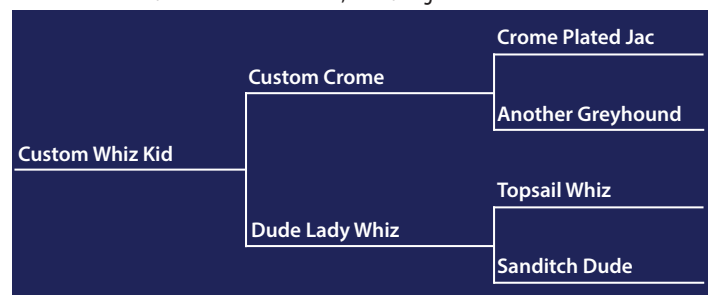 Crome Plated Jac
Custom Crome
Another Greyhound
Custom Whiz Kid
Topsail Whiz
Dude Lady Whiz
Sanditch Dude